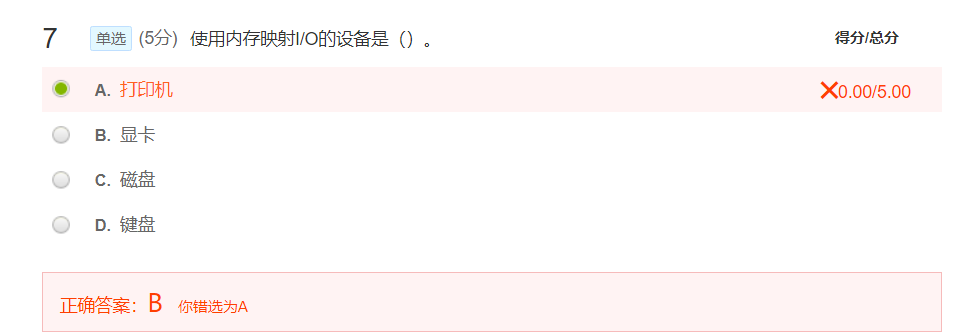 7 单选 (5分) 使用内存映射I/O的设备是（）。 得分/总分
A. 打印机 ✕0.00/5.00
B. 显卡
C. 磁盘
D. 键盘
正确答案：B 你错选为A